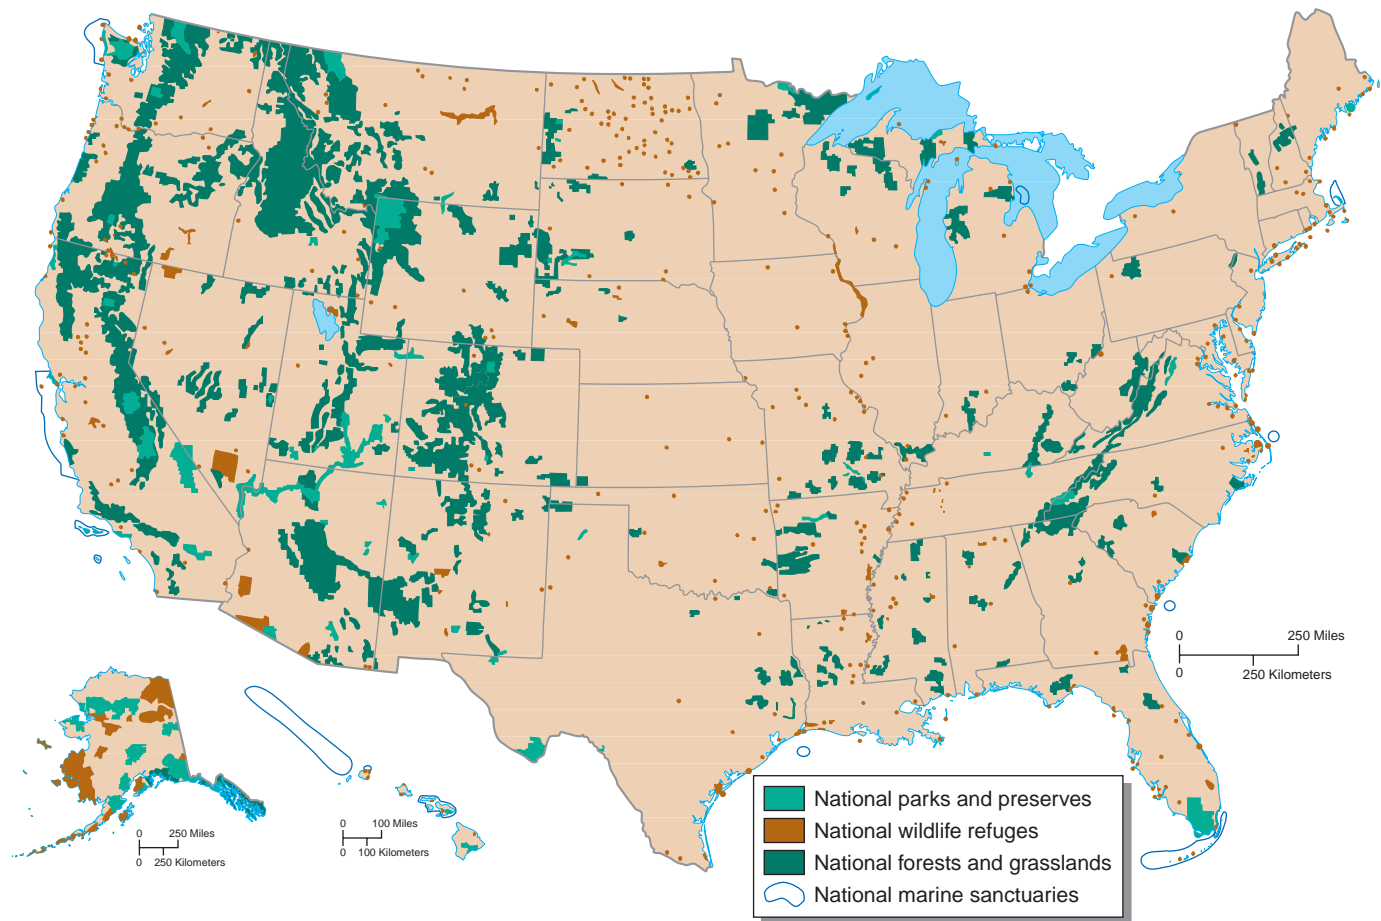 0 250 Miles
0 250 Kilometers
0 250 Miles
0 250 Kilometers
0 100 Miles
0 100 Kilometers
National parks and preserves
National wildlife refuges
National forests and grasslands
National marine sanctuaries